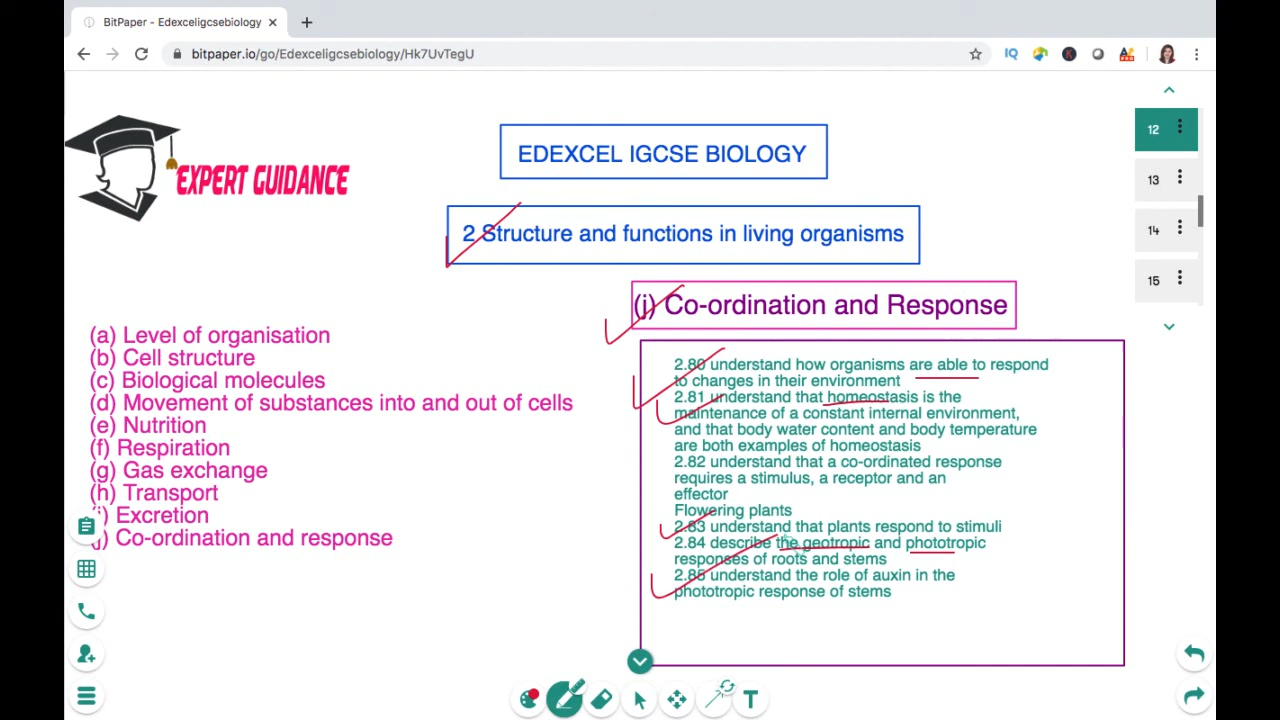 BitPaper - Edexceligcsebiology
bitpaper.io/go/Edexceligcsebiology/Hk7UvTegU
IQ
EXPERT GUIDANCE
EDEXCEL IGCSE BIOLOGY
2 Structure and functions in living organisms
(j) Co-ordination and Response
(a) Level of organisation
(b) Cell structure
(c) Biological molecules
(d) Movement of substances into and out of cells
(e) Nutrition
(f) Respiration
(g) Gas exchange
(h) Transport
) Excretion
) Co-ordination and response
2.80 understand how organisms are able to respond
to changes in their environment
2.81 understand that homeostasis is the
maintenance of a constant internal environment,
and that body water content and body temperature
are both examples of homeostasis
2.82 understand that a co-ordinated response
requires a stimulus, a receptor and an
effector
Flowering plants
2.83 understand that plants respond to stimuli
2.84 describe the geotropic and phototropic
responses of roots and stems
2.85 understand the role of auxin in the
phototropic response of stems
12
13
14
15
T